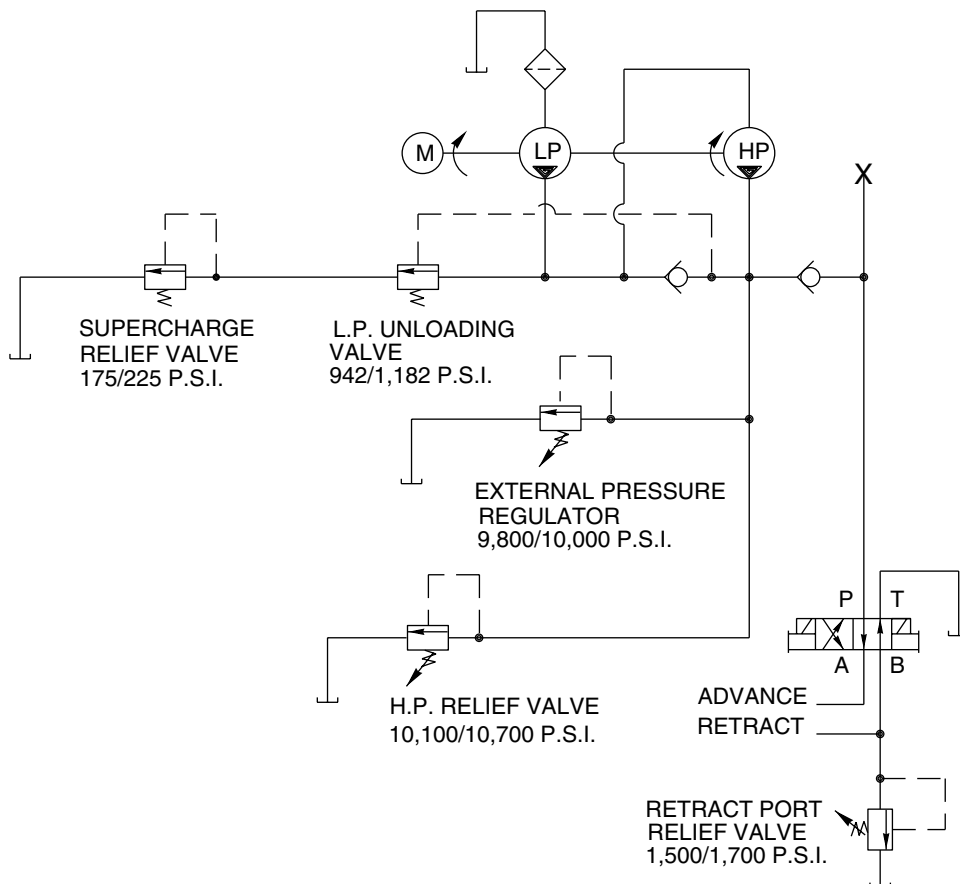 M
LP
HP
X
SUPERCHARGE
RELIEF VALVE
175/225 P.S.I.
L.P. UNLOADING
VALVE
942/1,182 P.S.I.
EXTERNAL PRESSURE
REGULATOR
9,800/10,000 P.S.I.
P T
A B
H.P. RELIEF VALVE
10,100/10,700 P.S.I.
ADVANCE
RETRACT
RETRACT PORT
RELIEF VALVE
1,500/1,700 P.S.I.